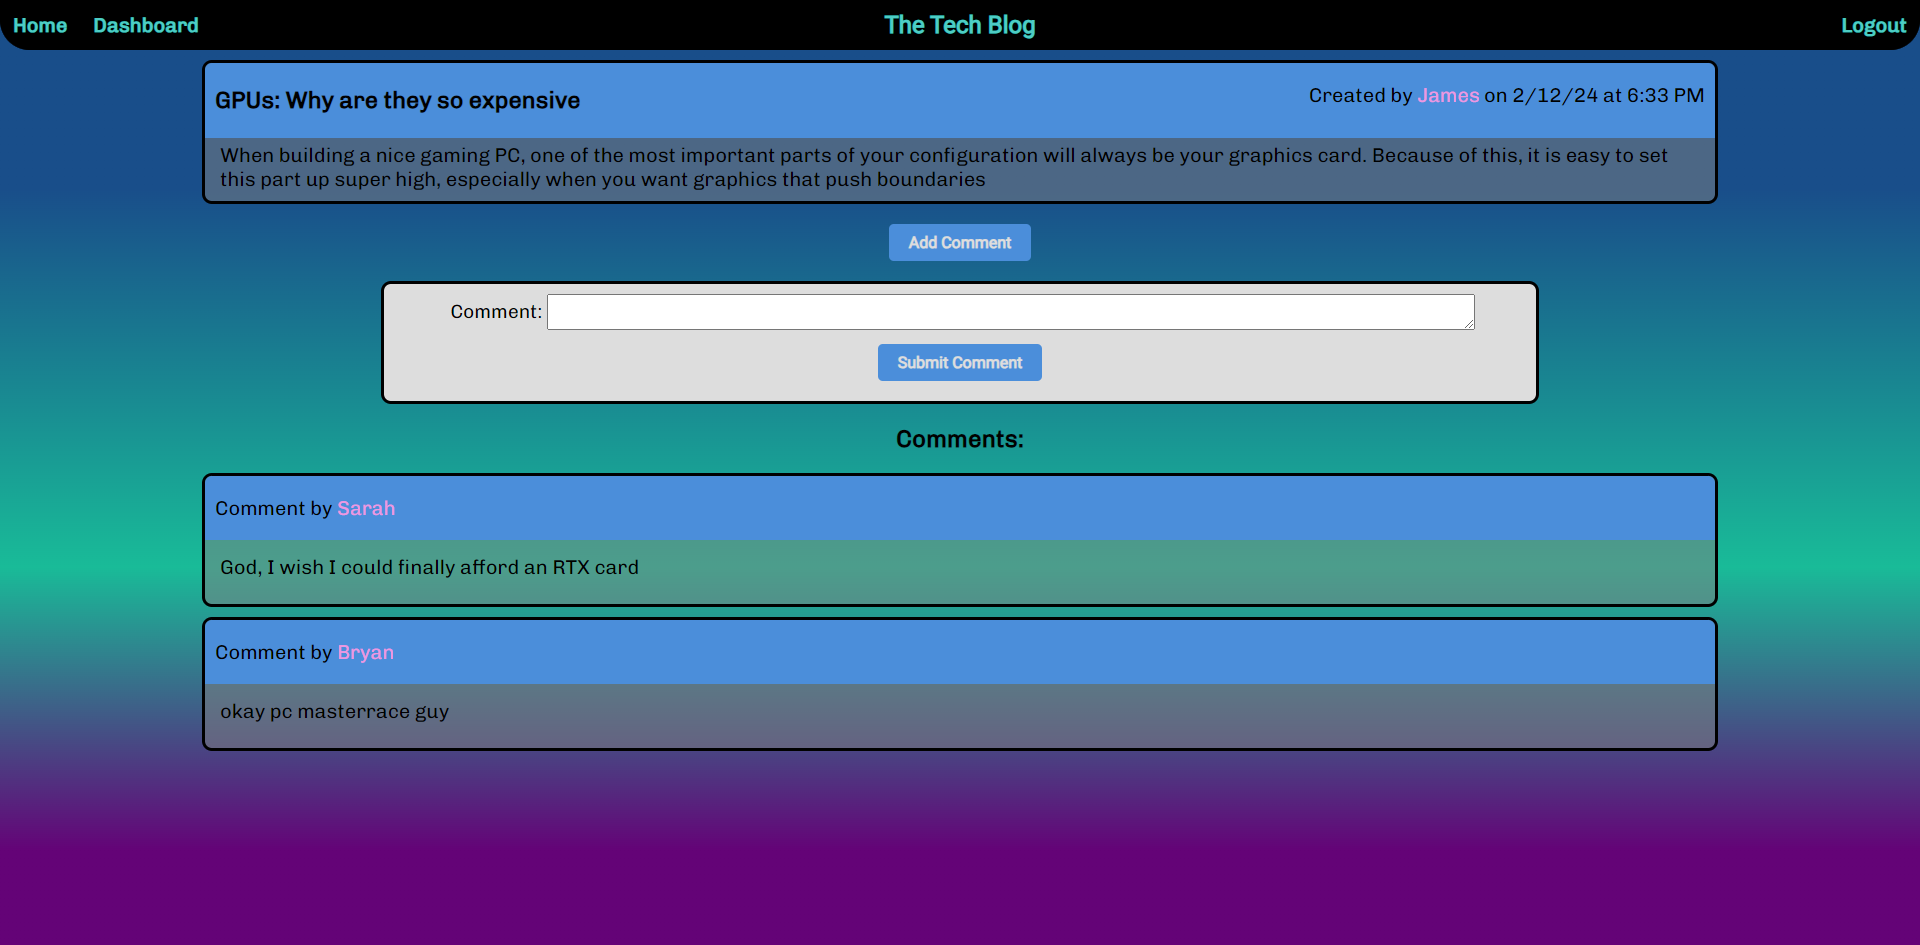 Home Dashboard The Tech Blog Logout
GPUs: Why are they so expensive
Created by James on 2/12/24 at 6:33 PM
When building a nice gaming PC, one of the most important parts of your configuration will always be your graphics card. Because of this, it is easy to set
this part up super high, especially when you want graphics that push boundaries
Add Comment
Comment:
Submit Comment
Comments:
Comment by Sarah
God, I wish I could finally afford an RTX card
Comment by Bryan
okay pc masterrace guy